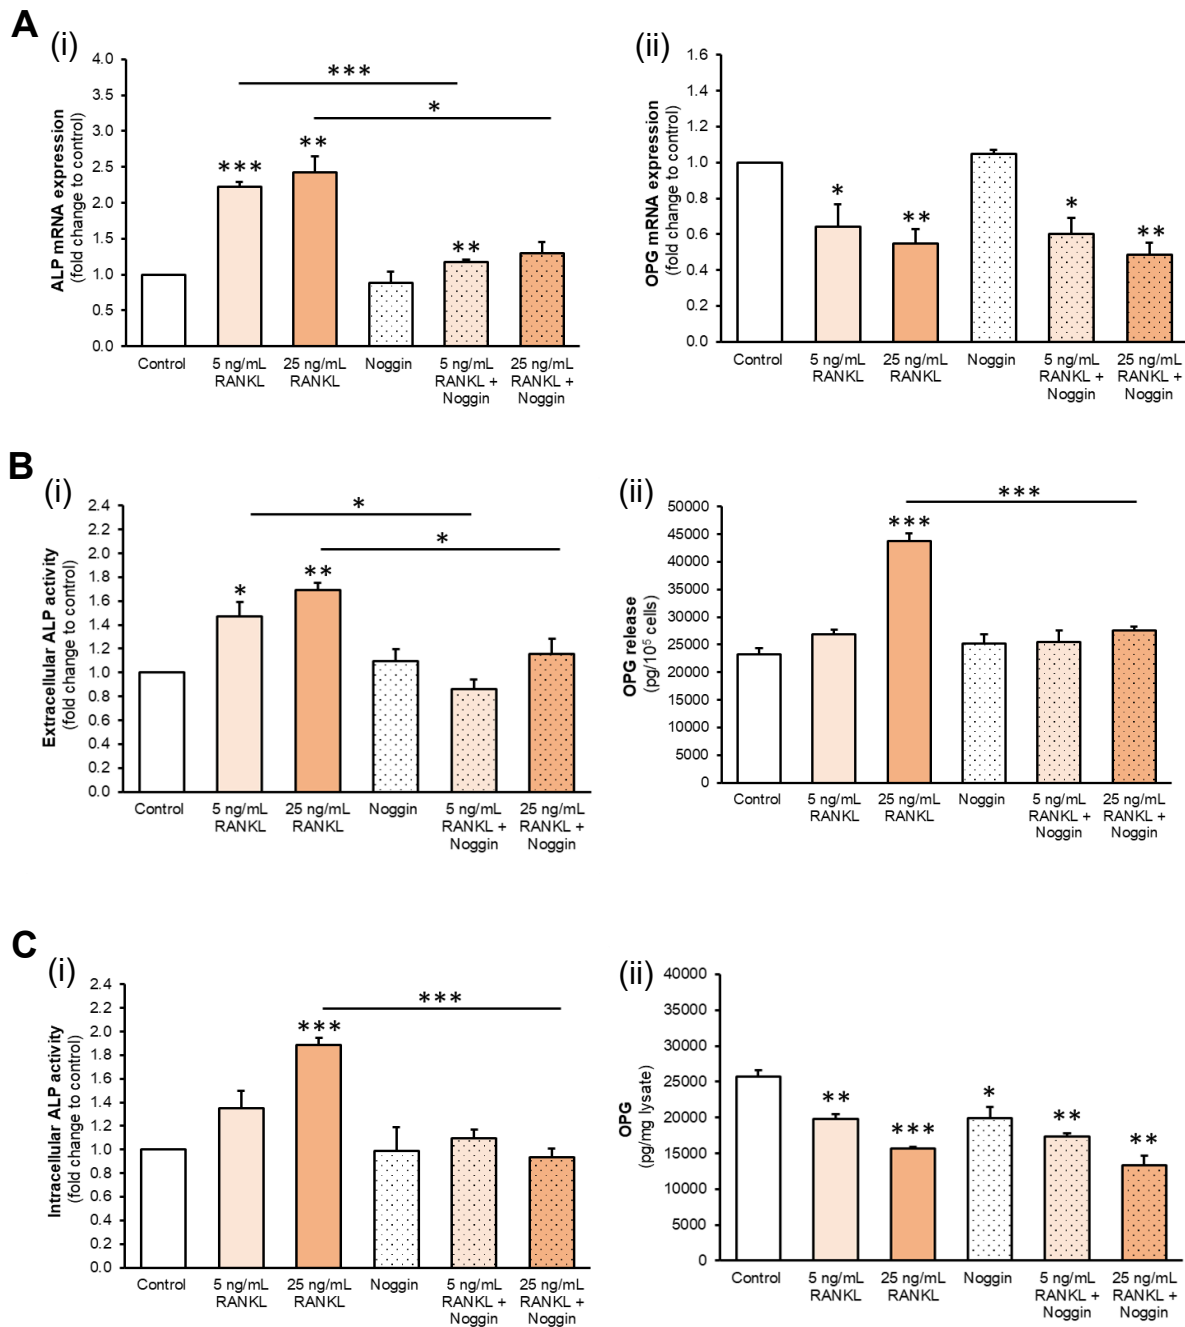 A
(i)
ALP mRNA expression
(fold change to control)
4.0
3.5
3.0
2.5
2.0
1.5
1.0
0.5
0.0
***
*
***
**
**
Control
5 ng/mL
RANKL
25 ng/mL
RANKL
Noggin
5 ng/mL
RANKL +
Noggin
25 ng/mL
RANKL +
Noggin
(ii)
OPG mRNA expression
(fold change to control)
1.6
1.4
1.2
1.0
0.8
0.6
0.4
0.2
0.0
*
**
*
**
Control
5 ng/mL
RANKL
25 ng/mL
RANKL
Noggin
5 ng/mL
RANKL +
Noggin
25 ng/mL
RANKL +
Noggin
B
(i)
Extracellular ALP activity
(fold change to control)
2.4
2.2
2.0
1.8
1.6
1.4
1.2
1.0
0.8
0.6
0.4
0.2
0.0
*
*
*
**
Control
5 ng/mL
RANKL
25 ng/mL
RANKL
Noggin
5 ng/mL
RANKL +
Noggin
25 ng/mL
RANKL +
Noggin
(ii)
OPG release
(pg/10⁵ cells)
50000
45000
40000
35000
30000
25000
20000
15000
10000
5000
0
***
***
Control
5 ng/mL
RANKL
25 ng/mL
RANKL
Noggin
5 ng/mL
RANKL +
Noggin
25 ng/mL
RANKL +
Noggin
C
(i)
Intracellular ALP activity
(fold change to control)
2.4
2.2
2.0
1.8
1.6
1.4
1.2
1.0
0.8
0.6
0.4
0.2
0.0
***
***
Control
5 ng/mL
RANKL
25 ng/mL
RANKL
Noggin
5 ng/mL
RANKL +
Noggin
25 ng/mL
RANKL +
Noggin
(ii)
OPG
(pg/mg lysate)
40000
35000
30000
25000
20000
15000
10000
5000
0
**
***
*
**
**
Control
5 ng/mL
RANKL
25 ng/mL
RANKL
Noggin
5 ng/mL
RANKL +
Noggin
25 ng/mL
RANKL +
Noggin